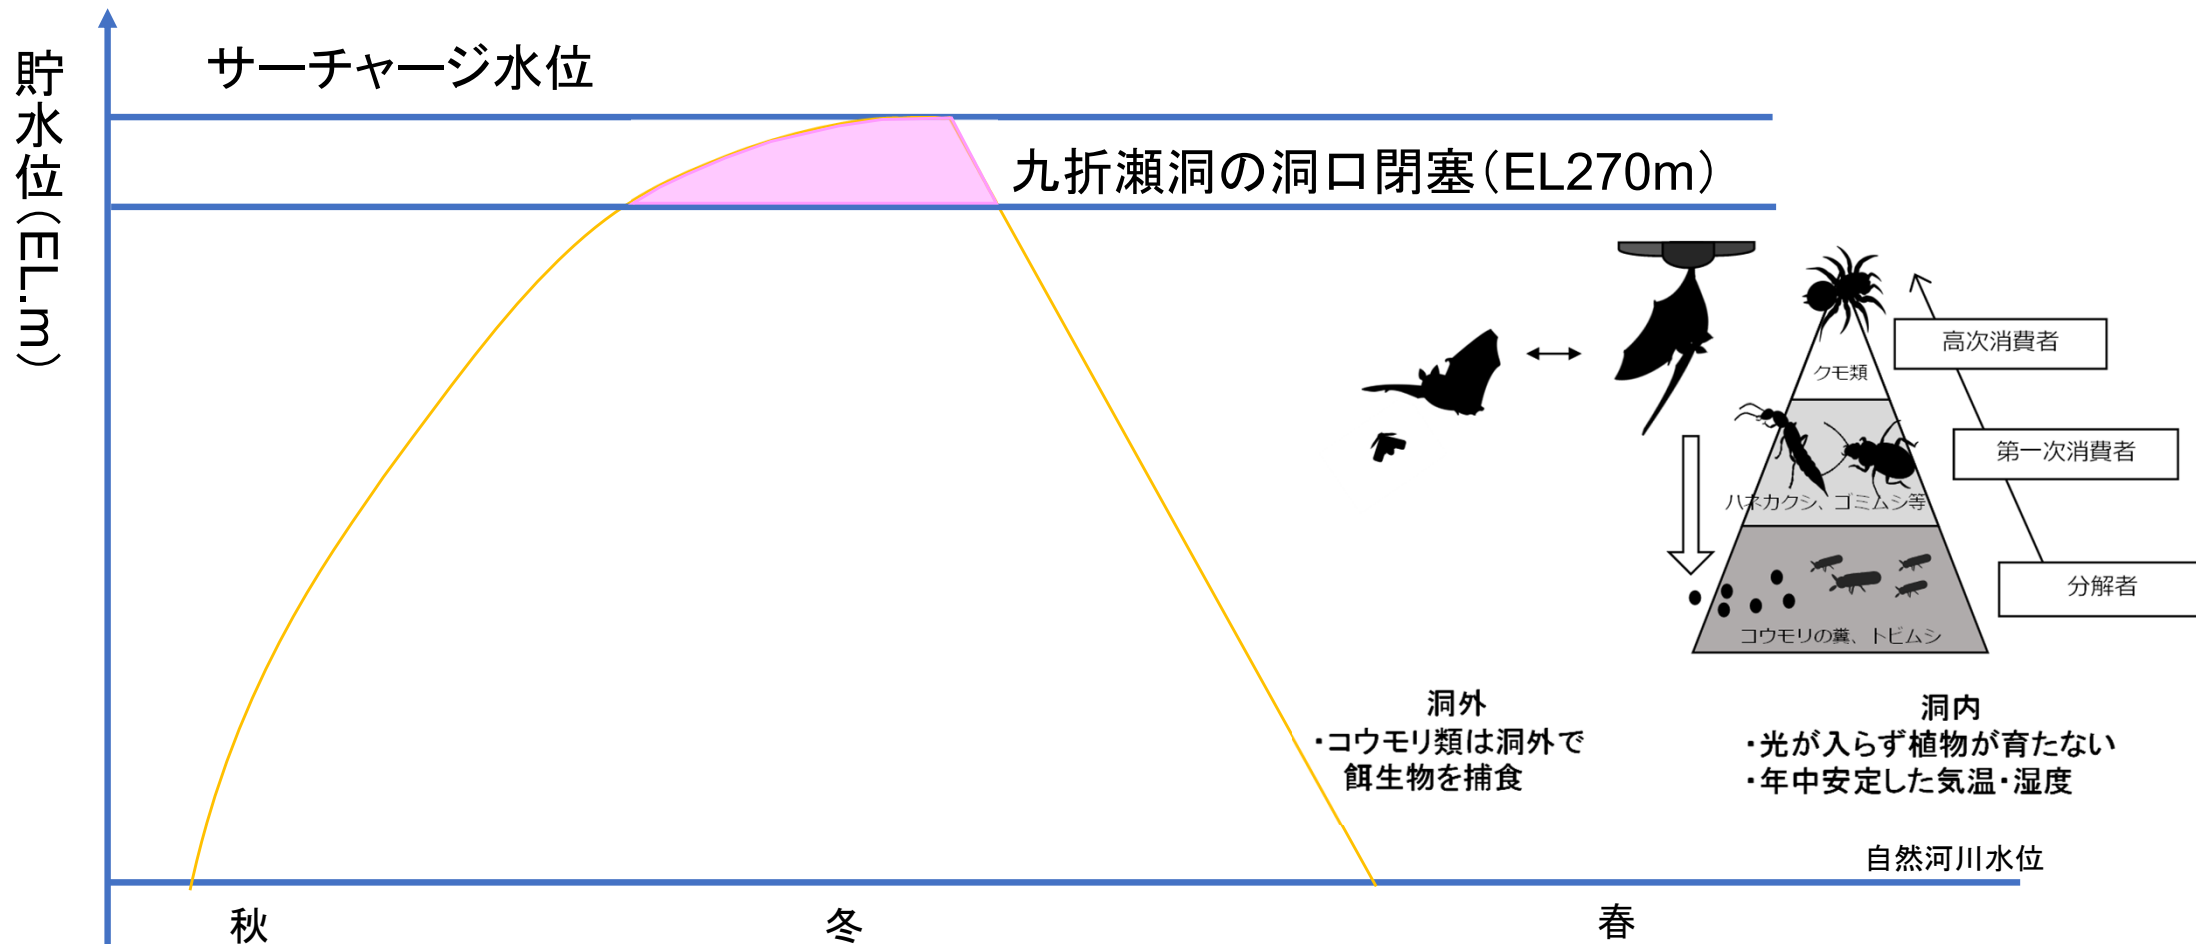 貯水位(EL.m)
サーチャージ水位
九折瀬洞の洞口閉塞(EL270m)
高次消費者
クモ類
第一次消費者
ハネカクシ、ゴミムシ等
分解者
コウモリの糞、トビムシ
洞外
・コウモリ類は洞外で
餌生物を捕食
洞内
・光が入らず植物が育たない
・年中安定した気温・湿度
自然河川水位
秋
冬
春